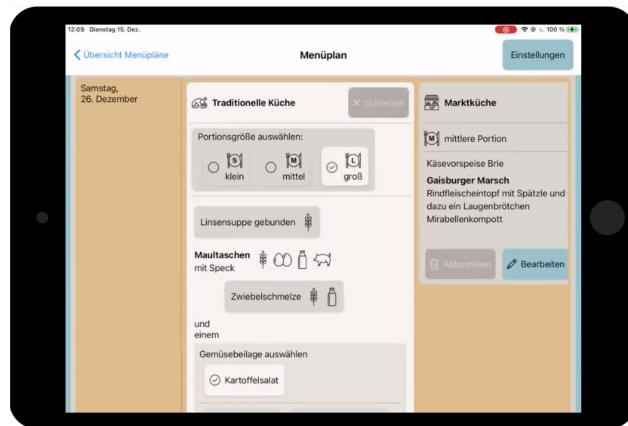 12:09 Dienstag 15. Dez.
100 %
Übersicht Menüpläne
Menüplan
Einstellungen
Samstag,
26. Dezember
Traditionelle Küche
Schließen
Portionsgröße auswählen:
S
klein
M
mittel
L
groß
Linsensuppe gebunden
Maultaschen
mit Speck
Zwiebelschmelze
und
einem
Gemüsebeilage auswählen
Kartoffelsalat
Marktküche
M mittlere Portion
Käsevorspeise Brie
Gaisburger Marsch
Rindfleischeintopf mit Spätzle und
dazu ein Laugenbrötchen
Mirabellenkompott
Abbestellen
Bearbeiten